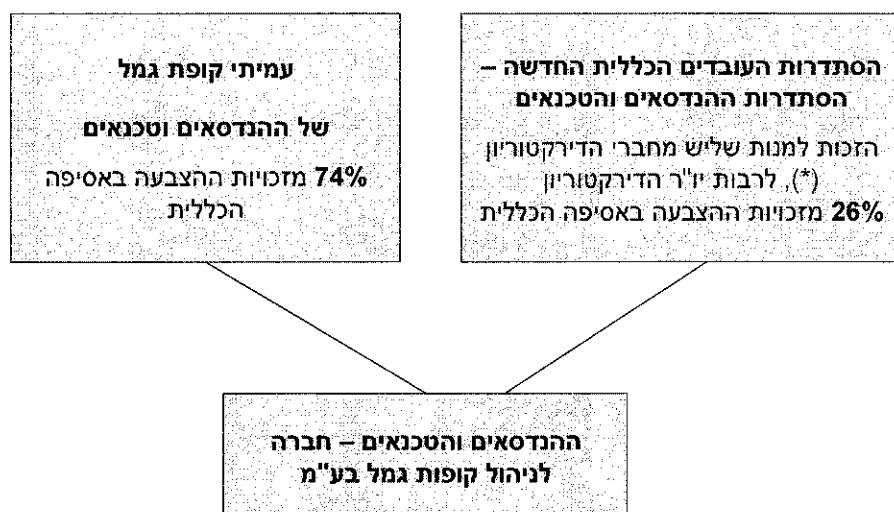 הסתדרות העובדים הכללית החדשה –
הסתדרות ההנדסאים והטכנאים
הזכות למנות שליש מחברי הדירקטוריון
(*), לרבות יו"ר הדירקטוריון
26% מזכויות ההצבעה באסיפה הכללית
עמיתי קופת גמל
של ההנדסאים וטכנאים
74% מזכויות ההצבעה באסיפה
הכללית
ההנדסאים והטכנאים – חברה
לניהול קופות גמל בע"מ